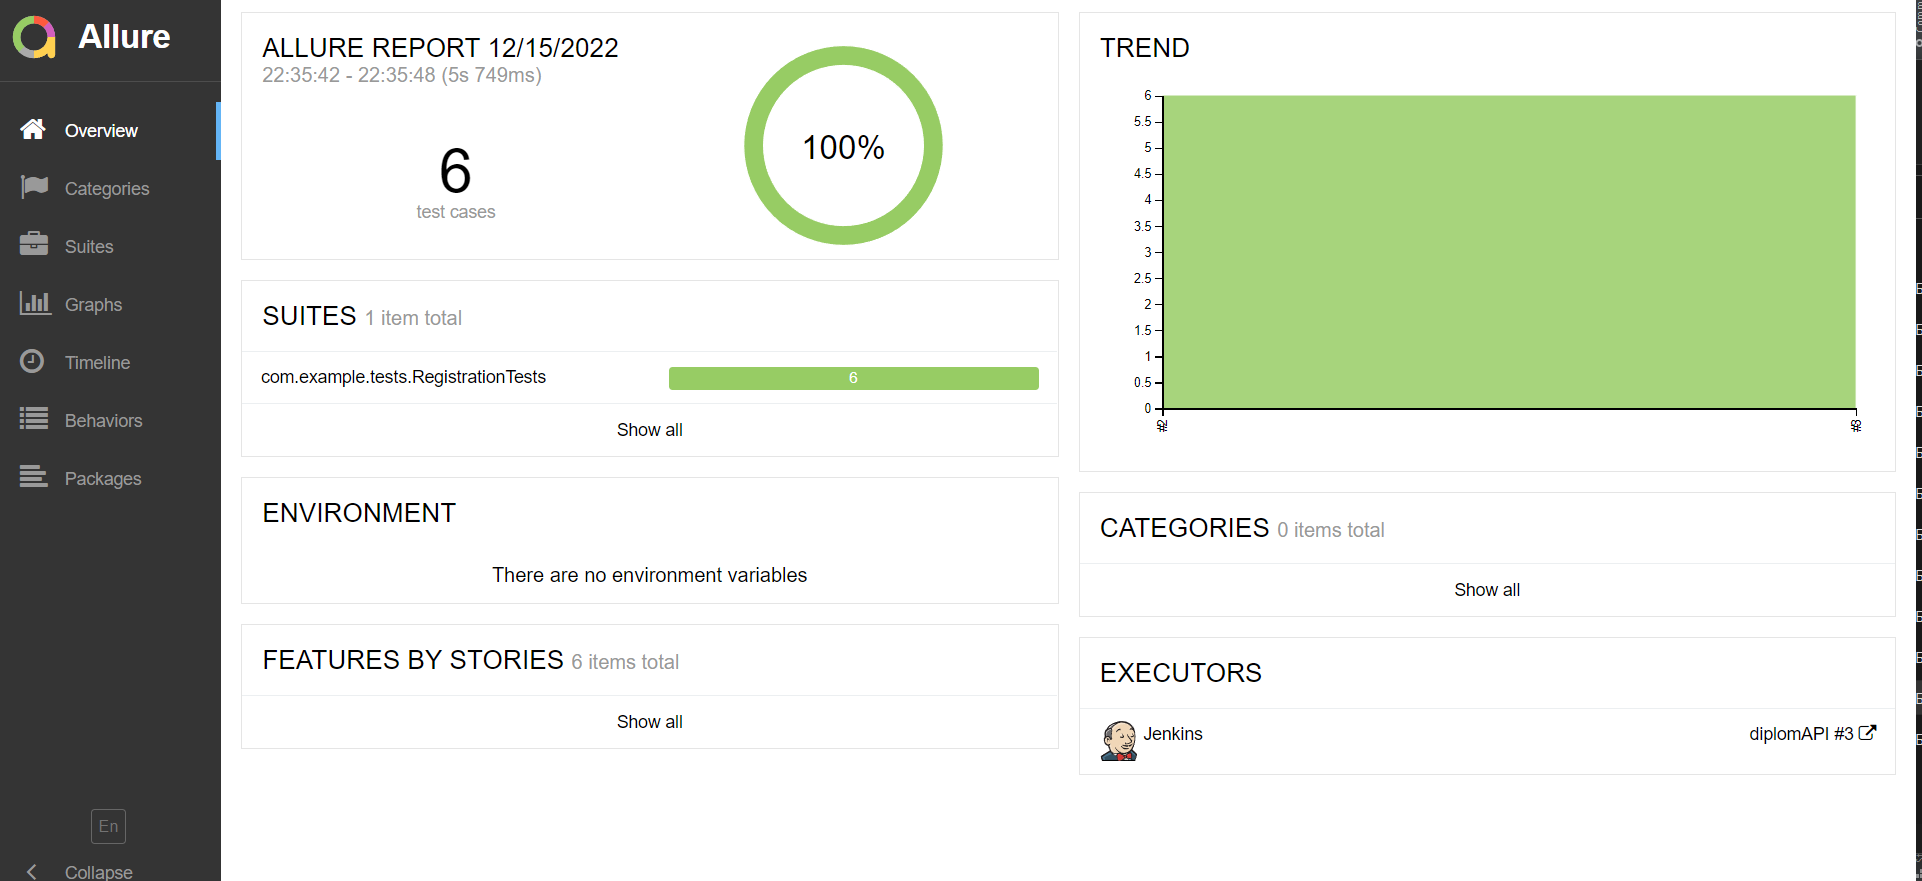 Allure
Overview
Categories
Suites
Graphs
Timeline
Behaviors
Packages
En
Collapse
ALLURE REPORT 12/15/2022
22:35:42 - 22:35:48 (5s 749ms)
6
test cases
100%
SUITES 1 item total
com.example.tests.RegistrationTests 6
Show all
ENVIRONMENT
There are no environment variables
FEATURES BY STORIES 6 items total
Show all
TREND
6
5.5
5
4.5
4
3.5
3
2.5
2
1.5
1
0.5
0
#2 #3
CATEGORIES 0 items total
Show all
EXECUTORS
Jenkins diplomAPI #3